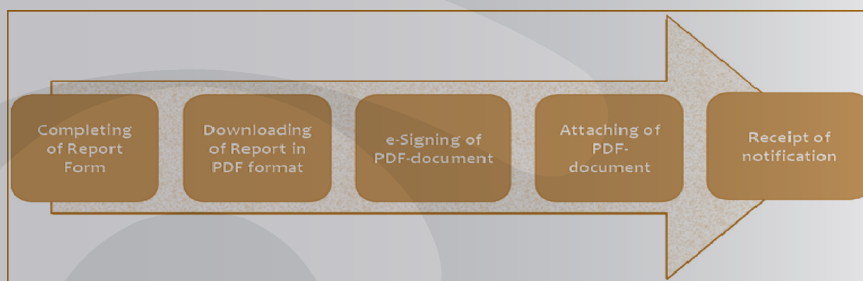 Completing
of Report
Form
Downloading
of Report in
PDF format
e-Signing of
PDF-document
Attaching of
PDF-
document
Receipt of
notification